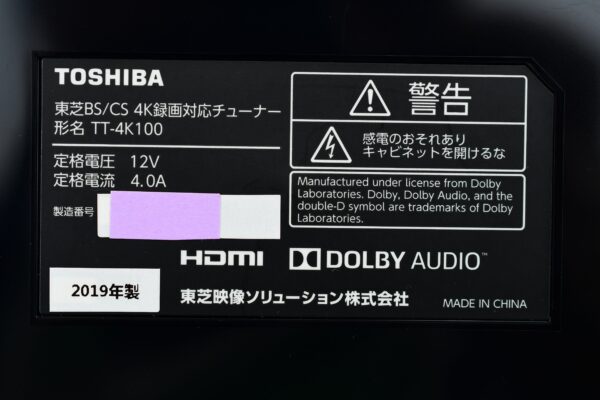 TOSHIBA
東芝BS/CS 4K録画対応チューナー
形名 TT-4K100
定格電圧 12V
定格電流 4.0A
製造番号
警告
感電のおそれあり
キャビネットを開けるな
Manufactured under license from Dolby
Laboratories. Dolby, Dolby Audio, and the
double-D symbol are trademarks of Dolby
Laboratories.
HDMI DOLBY AUDIO™
2019年製 東芝映像ソリューション株式会社 MADE IN CHINA